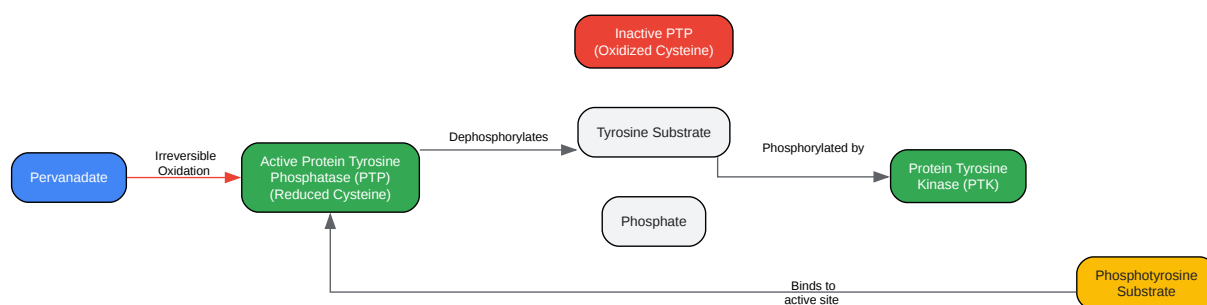 Inactive PTP
(Oxidized Cysteine)
Tyrosine Substrate
Dephosphorylates
Phosphorylated by
Irreversible
Oxidation
Active Protein Tyrosine
Phosphatase (PTP)
(Reduced Cysteine)
Pervanadate
Protein Tyrosine
Kinase (PTK)
Phosphate
Phosphotyrosine
Substrate
Binds to
active site